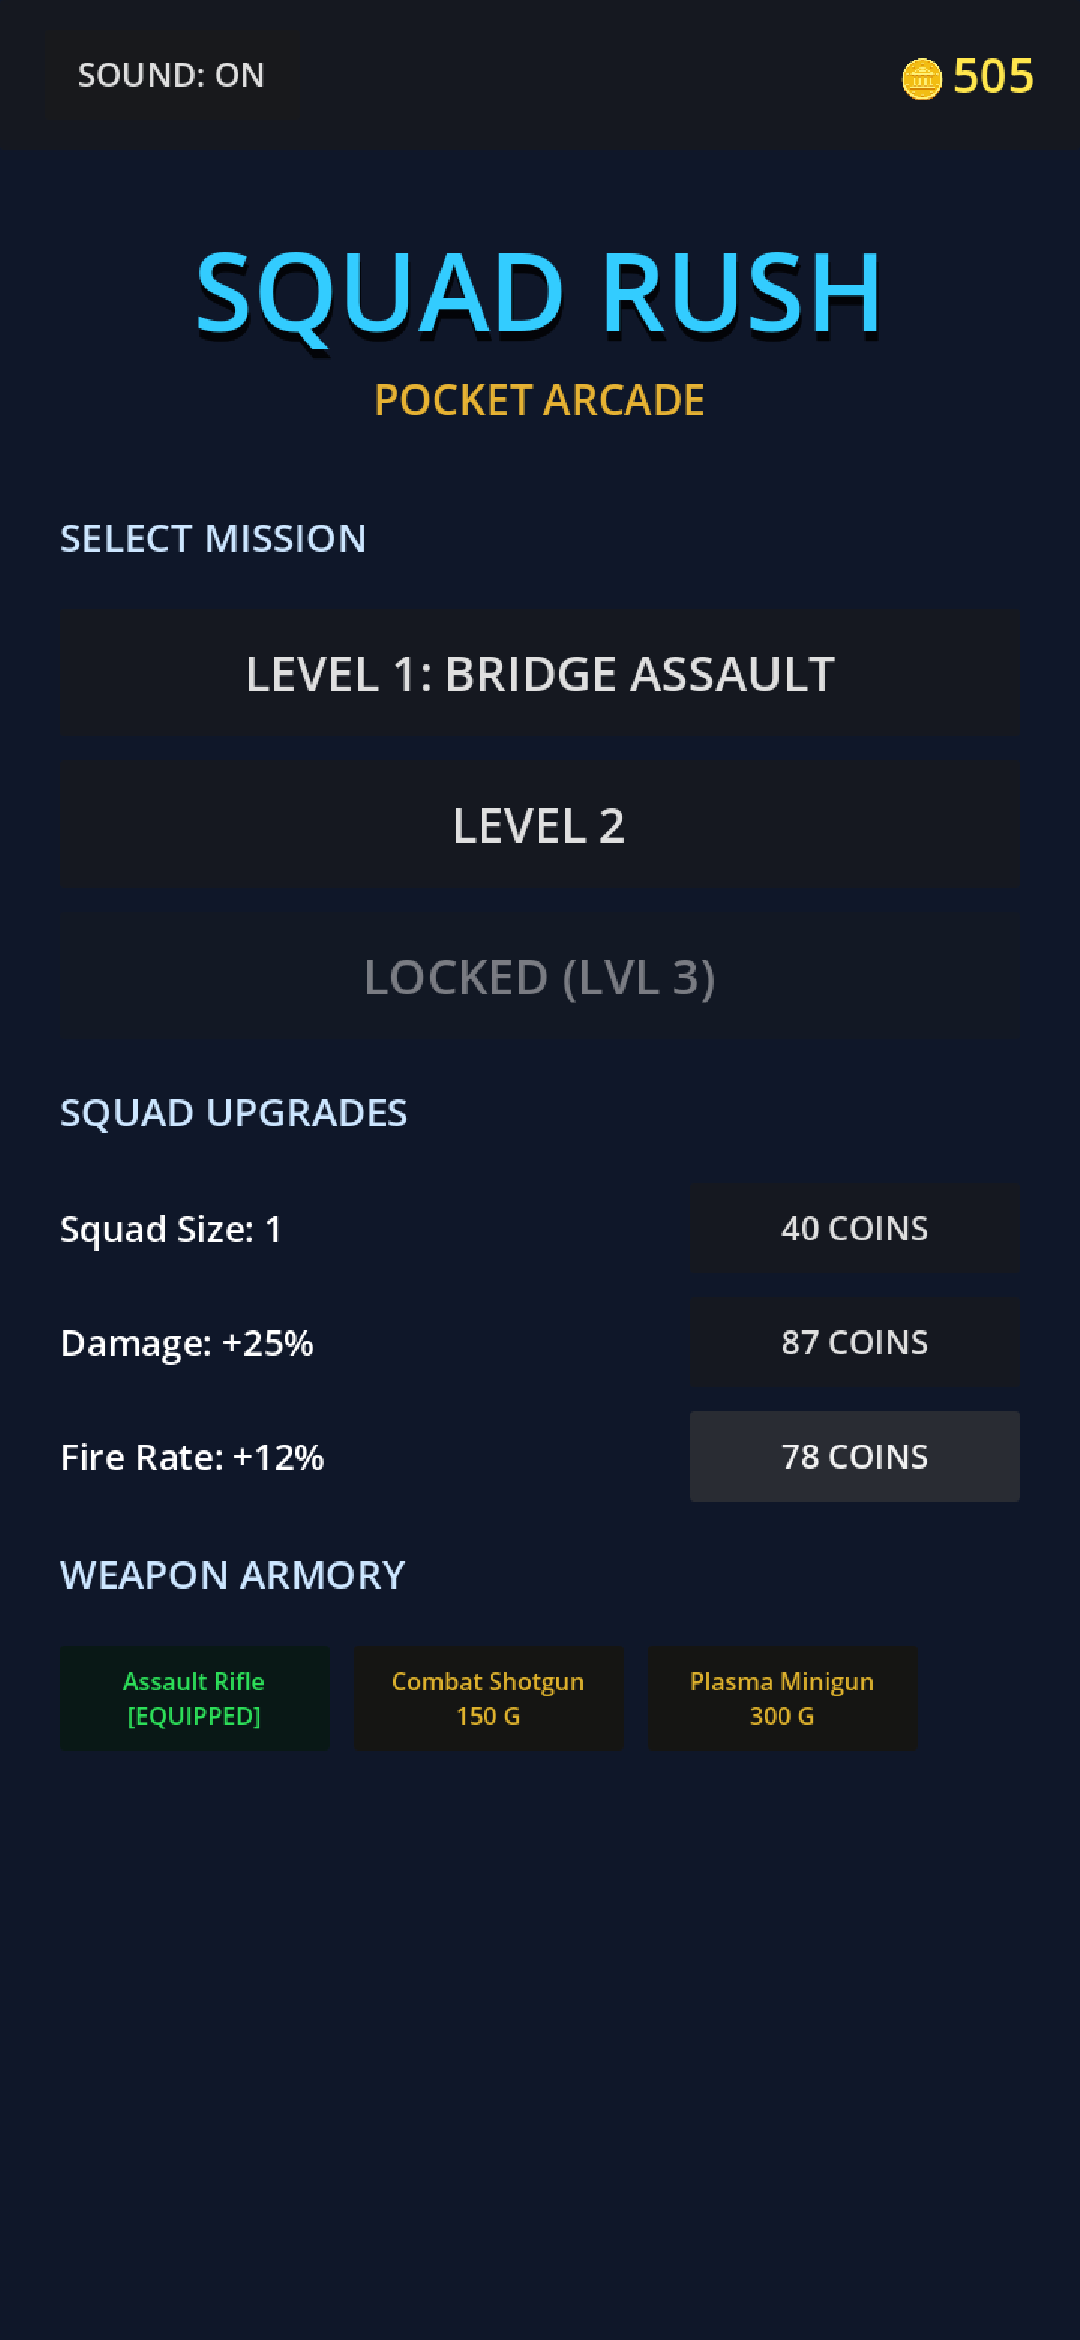 SOUND: ON
505
SQUAD RUSH
POCKET ARCADE
SELECT MISSION
LEVEL 1: BRIDGE ASSAULT
LEVEL 2
LOCKED (LVL 3)
SQUAD UPGRADES
Squad Size: 1
40 COINS
Damage: +25%
87 COINS
Fire Rate: +12%
78 COINS
WEAPON ARMORY
Assault Rifle
[EQUIPPED]
Combat Shotgun
150 G
Plasma Minigun
300 G